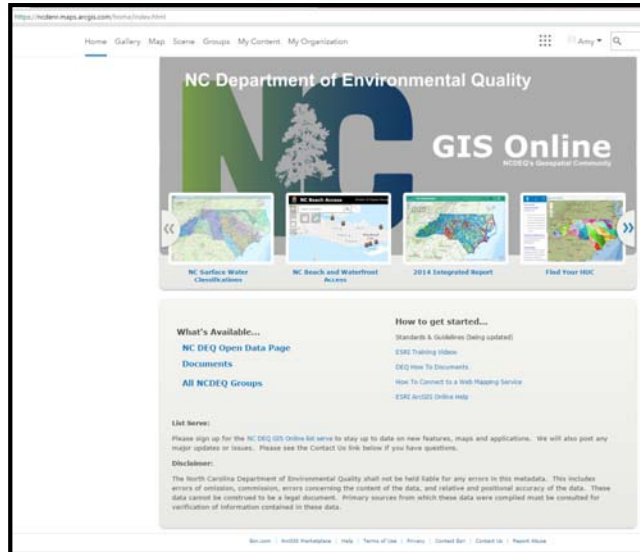 https://ncdenr.maps.arcgis.com/home/index.html
Home Gallery Map Scene Groups My Content My Organization
Amy
NC Department of Environmental Quality
NC
GIS Online
NCDEQ's Geospatial Community
NC Beach Access
NC Surface Water
Classifications
NC Beach and Waterfront
Access
2014 Integrated Report
Find Your HUC
What's Available...
NC DEQ Open Data Page
Documents
All NCDEQ Groups
How to get started...
Standards & Guidelines (being updated)
ESRI Training Videos
DEQ How To Documents
How To Connect to a Web Mapping Service
ESRI ArcGIS Online Help
List Serve:
Please sign up for the NC DEQ GIS Online list serve to stay up to date on new features, maps and applications. We will also post any
major updates or issues. Please see the Contact Us link below if you have questions.
Disclaimer:
The North Carolina Department of Environmental Quality shall not be held liable for any errors in this metadata. This includes
errors of omission, commission, errors concerning the content of the data, and relative and positional accuracy of the data. These
data cannot be construed to be a legal document. Primary sources from which these data were compiled must be consulted for
verification of information contained in these data.
Esri.com | ArcGIS Marketplace | Help | Terms of Use | Privacy | Contact Esri | Contact Us | Report Abuse